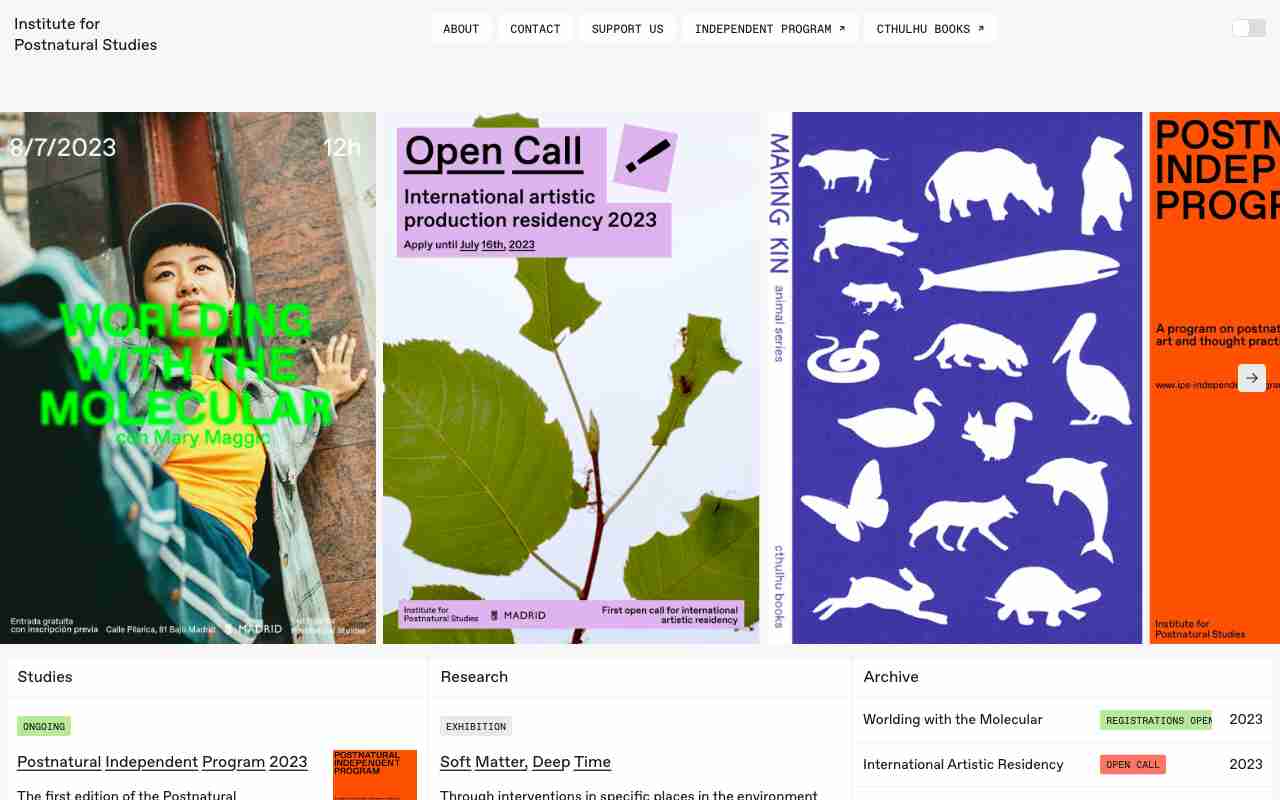 Institute for
Postnatural Studies
ABOUT
CONTACT
SUPPORT US
INDEPENDENT PROGRAM ↗
CTHULHU BOOKS ↗
8/7/2023
12h
WORLDING
WITH THE
MOLECULAR
con Mary Maggic
Entrada gratuita
con inscripción previa
Calle Pilarica, 81 Bajo Madrid
MADRID
Institute for
Postnatural Studies
Open Call
International artistic
production residency 2023
Apply until July 16th, 2023
Institute for
Postnatural Studies
MADRID
First open call for international
artistic residency
MAKING KIN
animal series
cthulhu books
POSTN
INDEP
PROGR
A program on postnat
art and thought practi
www.ips-independe
Institute for
Postnatural Studies
Studies
ONGOING
Postnatural Independent Program 2023
POSTNATURAL
INDEPENDENT
PROGRAM
The first edition of the Postnatural
Research
EXHIBITION
Soft Matter, Deep Time
Through interventions in specific places in the environment
Archive
Worlding with the Molecular
REGISTRATIONS OPEN
2023
International Artistic Residency
OPEN CALL
2023